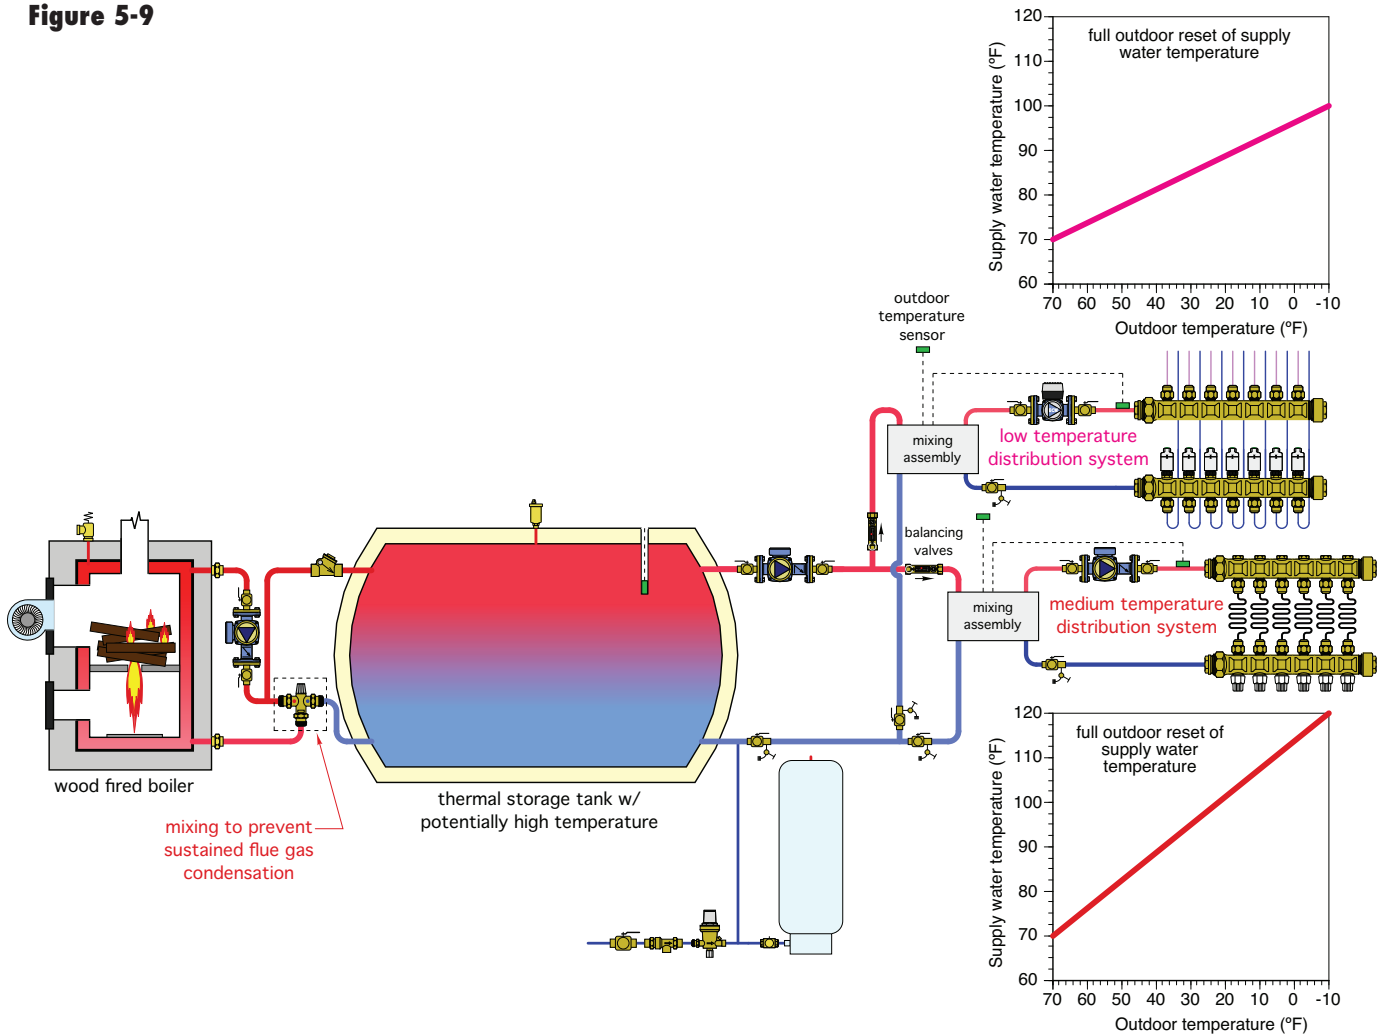 Figure 5-9
full outdoor reset of supply
water temperature
Supply water temperature (ºF)
120
110
100
90
80
70
60
70 60 50 40 30 20 10 0 -10
Outdoor temperature (ºF)
outdoor
temperature
sensor
mixing
assembly
low temperature
distribution system
balancing
valves
mixing
assembly
medium temperature
distribution system
wood fired boiler
thermal storage tank w/
potentially high temperature
mixing to prevent
sustained flue gas
condensation
full outdoor reset of
supply water
temperature
Supply water temperature (ºF)
120
110
100
90
80
70
60
70 60 50 40 30 20 10 0 -10
Outdoor temperature (ºF)